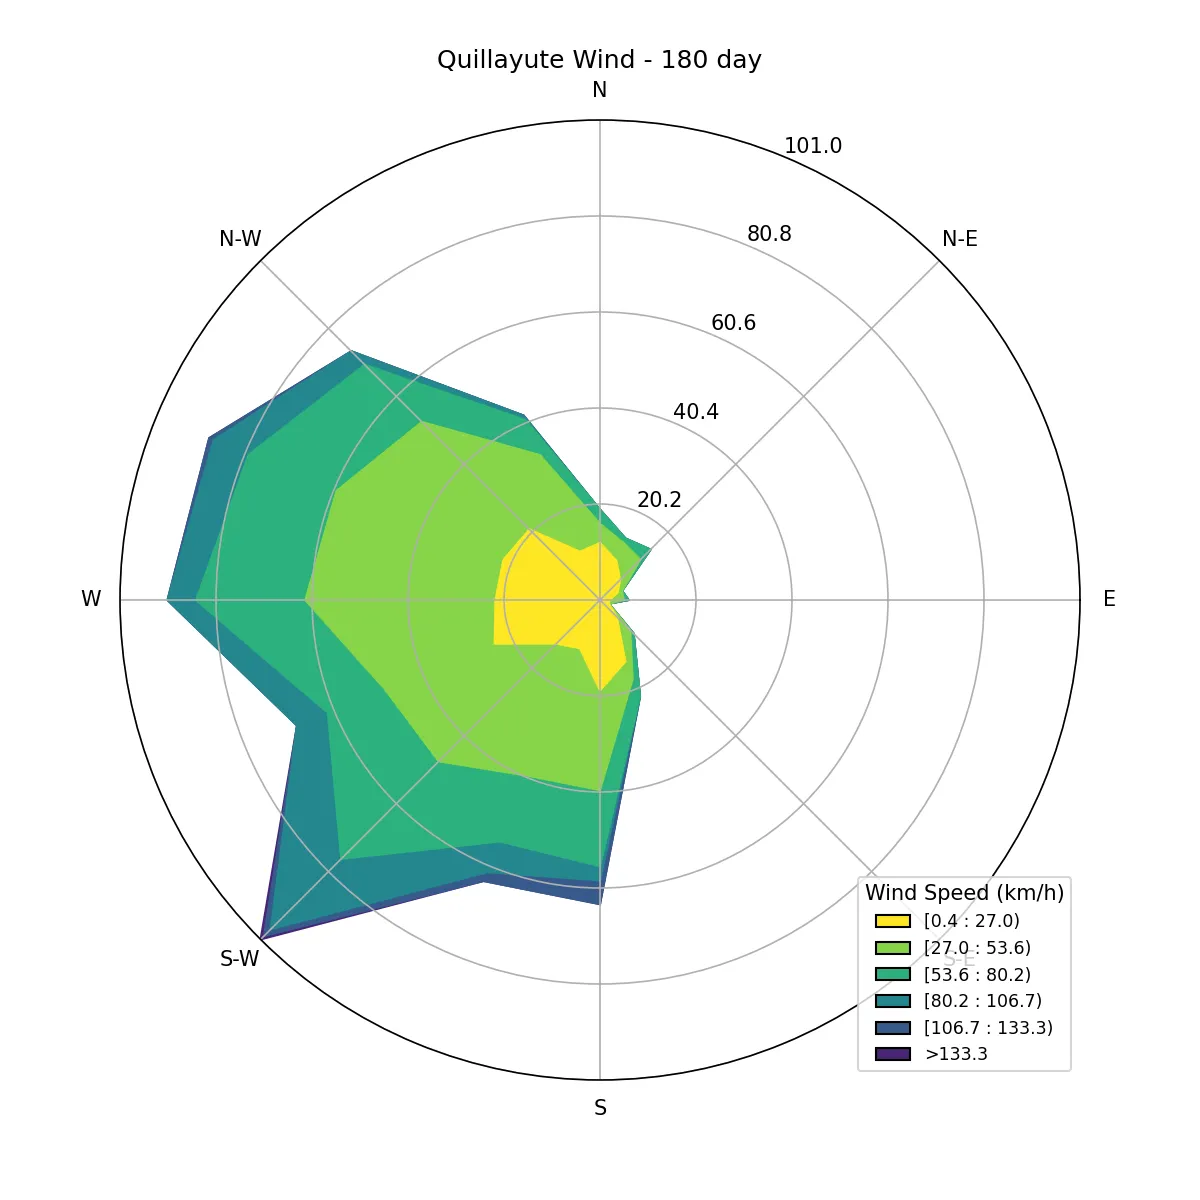 Quillayute Wind - 180 day
N
101.0
N-W
80.8
N-E
60.6
40.4
20.2
W
E
Wind Speed (km/h)
[0.4 : 27.0)
[27.0 : 53.6)
S-W
S-E
[53.6 : 80.2)
[80.2 : 106.7)
[106.7 : 133.3)
>133.3
S